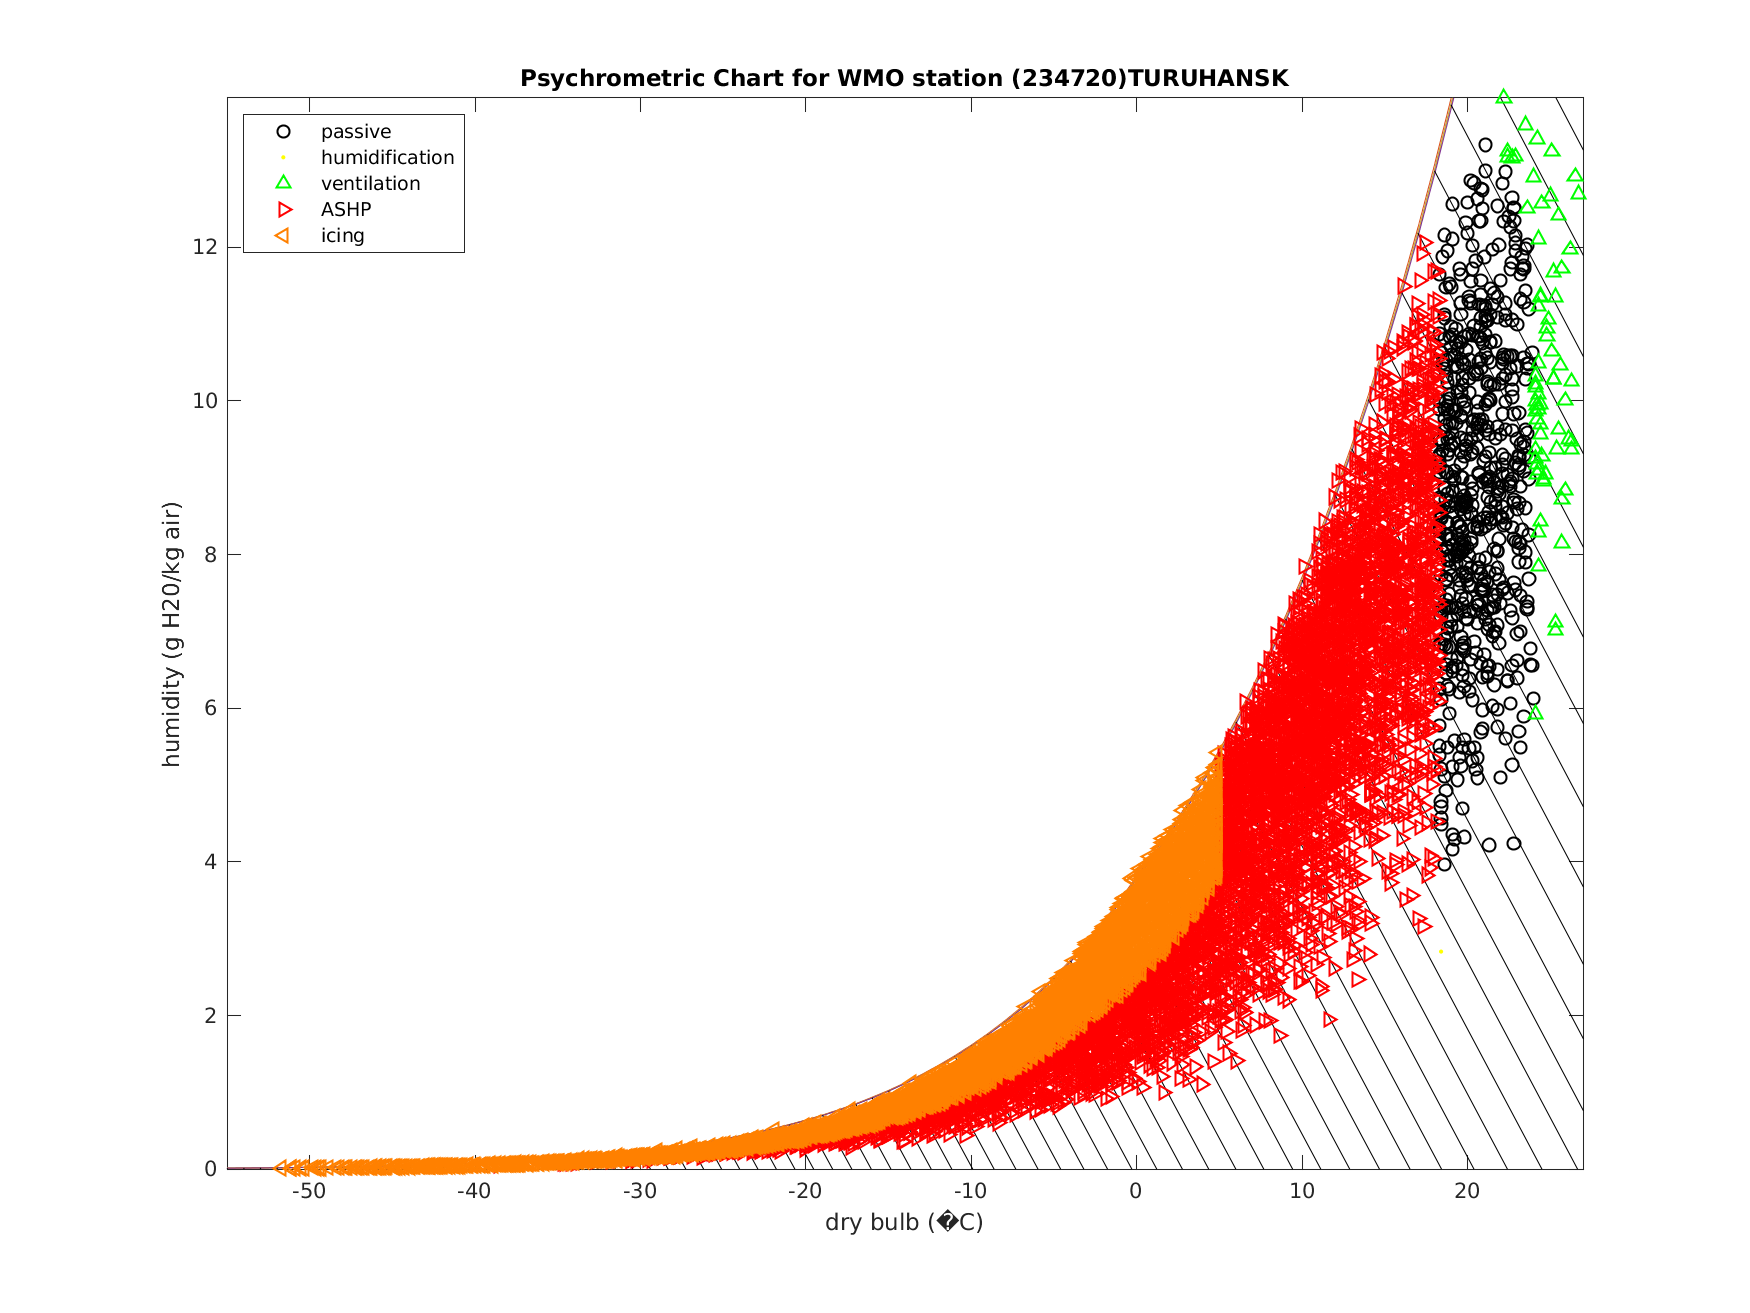 Psychrometric Chart for WMO station (234720)TURUHANSK
passive
humidification
ventilation
ASHP
icing
humidity (g H20/kg air)
12
10
8
6
4
2
0
-50 -40 -30 -20 -10 0 10 20
dry bulb (�C)